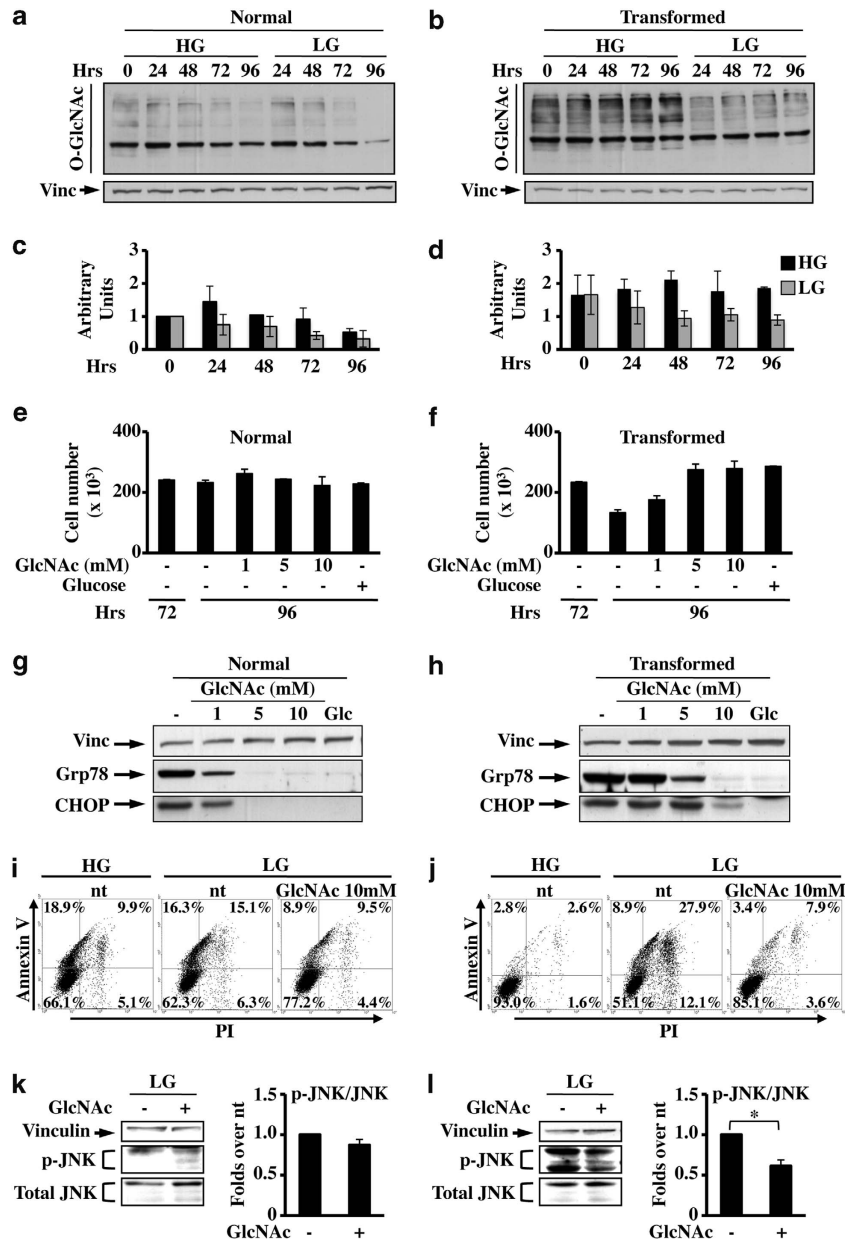 a
Normal
HG LG
Hrs 0 24 48 72 96 24 48 72 96
O-GlcNAc
Vinc
b
Transformed
HG LG
Hrs 0 24 48 72 96 24 48 72 96
O-GlcNAc
Vinc
c
Arbitrary
Units
3
2
1
0
Hrs 0 24 48 72 96
d
Arbitrary
Units
3
2
1
0
HG
LG
Hrs 0 24 48 72 96
e
Normal
Cell number
(x 10³)
400
200
0
GlcNAc (mM) - - 1 5 10 -
Glucose - - - - - +
Hrs 72 96
f
Transformed
Cell number
(x 10³)
400
200
0
GlcNAc (mM) - - 1 5 10 -
Glucose - - - - - +
Hrs 72 96
g
Normal
GlcNAc (mM)
- 1 5 10 Glc
Vinc
Grp78
CHOP
h
Transformed
GlcNAc (mM)
- 1 5 10 Glc
Vinc
Grp78
CHOP
i
HG LG
nt nt GlcNAc 10mM
18.9% 9.9% 16.3% 15.1% 8.9% 9.5%
66.1% 5.1% 62.3% 6.3% 77.2% 4.4%
Annexin V
PI
j
HG LG
nt nt GlcNAc 10mM
2.8% 2.6% 8.9% 27.9% 3.4% 7.9%
93.0% 1.6% 51.1% 12.1% 85.1% 3.6%
Annexin V
PI
k
LG
GlcNAc - +
Vinculin
p-JNK
Total JNK
p-JNK/JNK
Folds over nt
1.5
1.0
0.5
0
GlcNAc - +
l
LG
GlcNAc - +
Vinculin
p-JNK
Total JNK
p-JNK/JNK
*
Folds over nt
1.5
1.0
0.5
0
GlcNAc - +